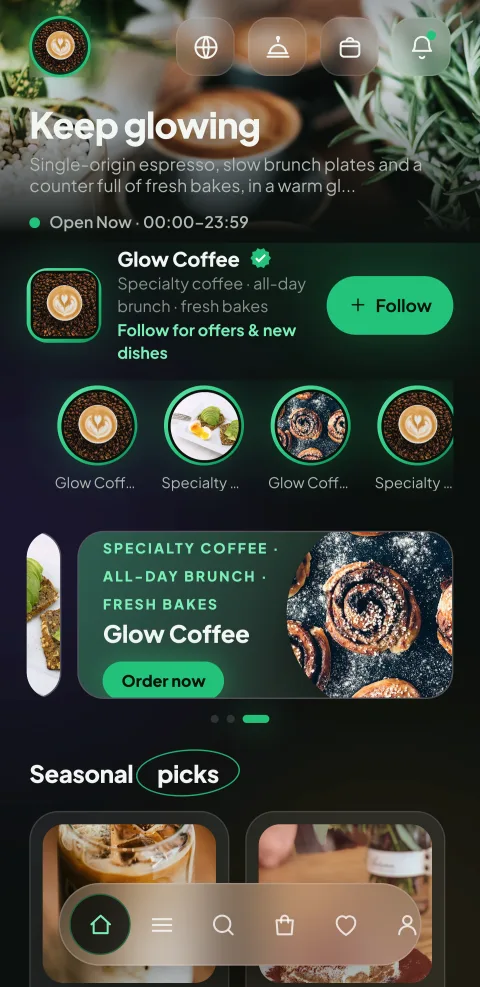 Keep glowing
Single-origin espresso, slow brunch plates and a
counter full of fresh bakes, in a warm gl...
Open Now · 00:00–23:59
Glow Coffee
Specialty coffee · all-day
brunch · fresh bakes
Follow for offers & new
dishes
+ Follow
Glow Coff...
Specialty ...
Glow Coff...
Specialty ...
SPECIALTY COFFEE ·
ALL-DAY BRUNCH ·
FRESH BAKES
Glow Coffee
Order now
Seasonal picks